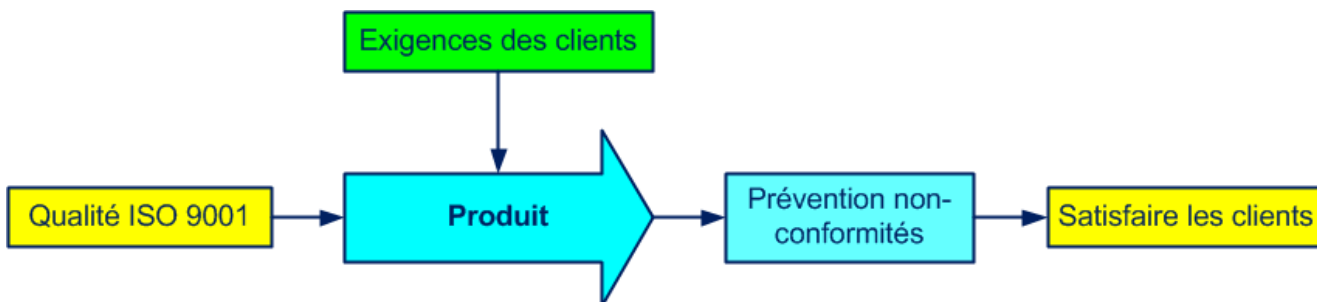 Exigences des clients
Qualité ISO 9001
Produit
Prévention non-
conformités
Satisfaire les clients